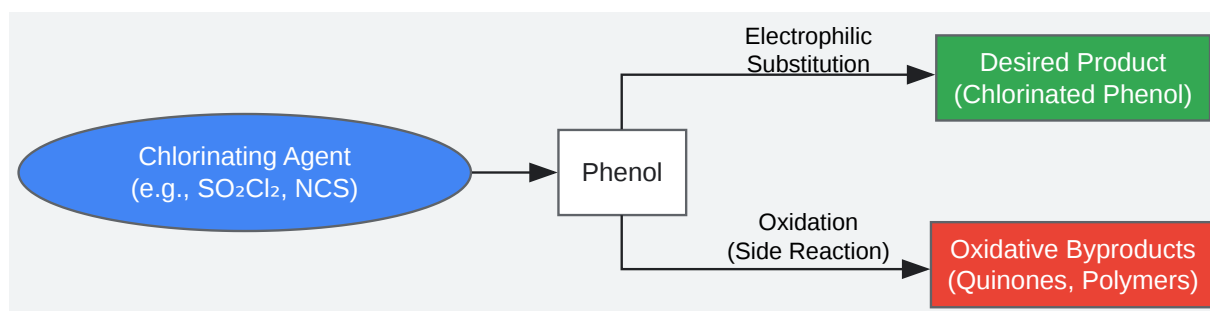 Chlorinating Agent
(e.g., SO₂Cl₂, NCS)
Phenol
Electrophilic
Substitution
Desired Product
(Chlorinated Phenol)
Oxidation
(Side Reaction)
Oxidative Byproducts
(Quinones, Polymers)